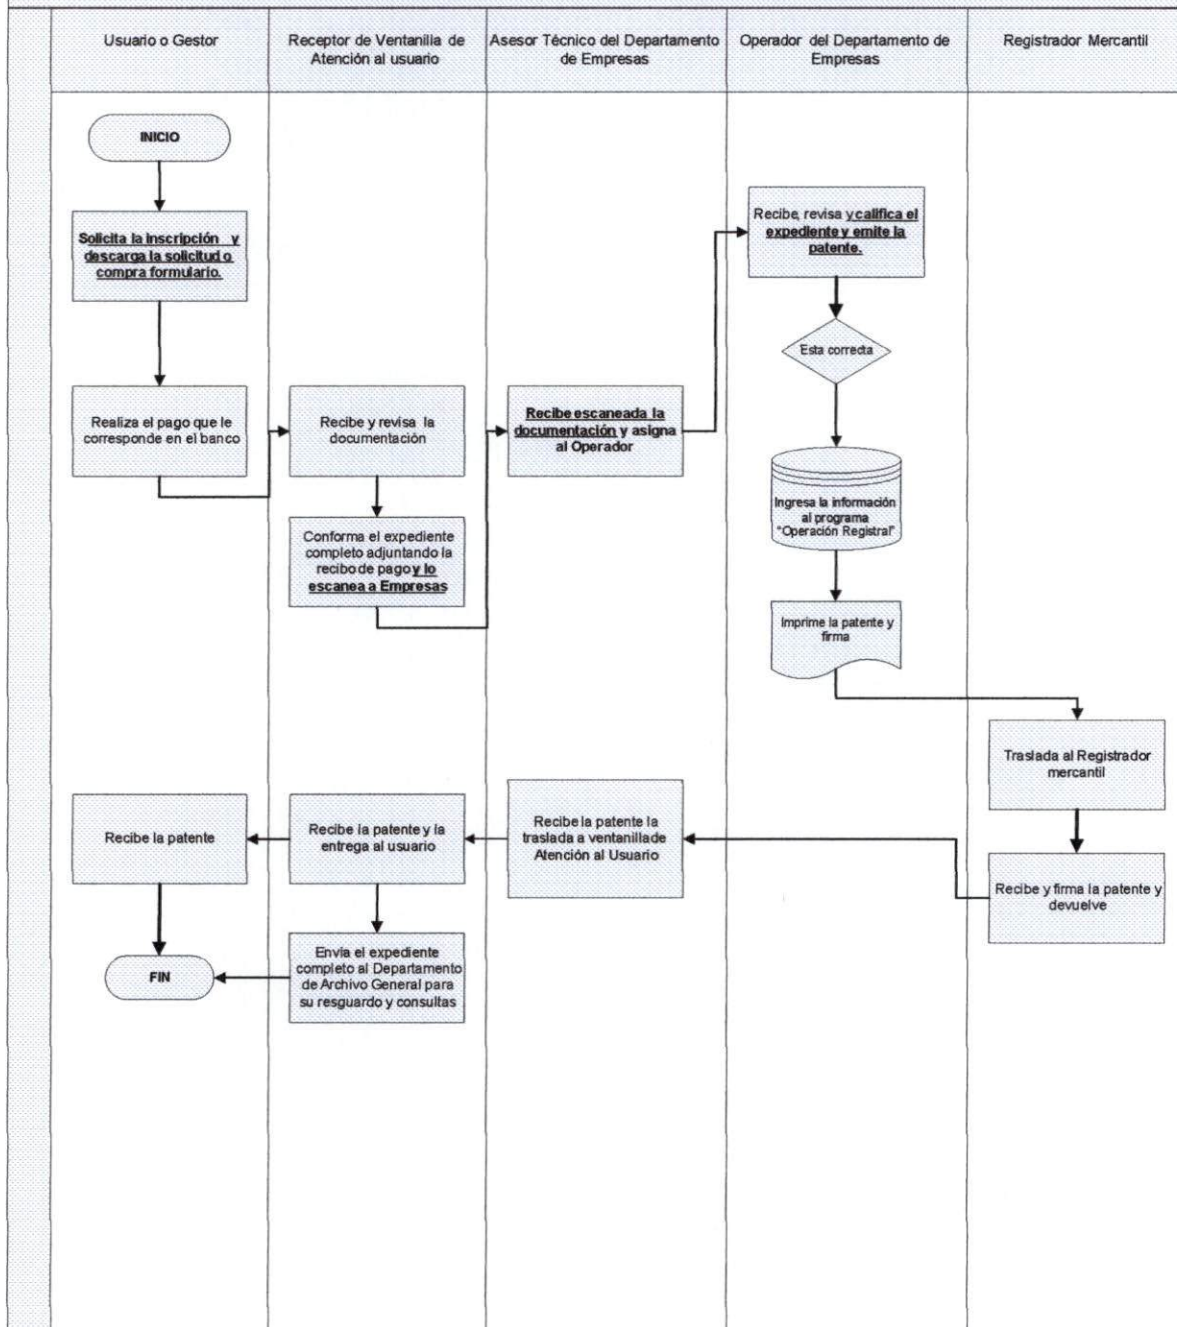 Usuario o Gestor
Receptor de Ventanilla de
Atención al usuario
Asesor Técnico del Departamento
de Empresas
Operador del Departamento de
Empresas
Registrador Mercantil
INICIO
Solicita la inscripción y
descarga la solicitud o
compra formulario.
Realiza el pago que le
corresponde en el banco
Recibe y revisa la
documentación
Conforma el expediente
completo adjuntando la
recibo de pago y lo
escanea a Empresas
Recibe escaneada la
documentación y asigna
al Operador
Recibe, revisa y califica el
expediente y emite la
patente.
Esta correcta
Ingresa la información
al programa
"Operación Registral"
Imprime la patente y
firma
Traslada al Registrador
mercantil
Recibe y firma la patente y
devuelve
Recibe la patente la
traslada a ventanilla de
Atención al Usuario
Recibe la patente y la
entrega al usuario
Recibe la patente
Envía el expediente
completo al Departamento
de Archivo General para
su resguardo y consultas
FIN